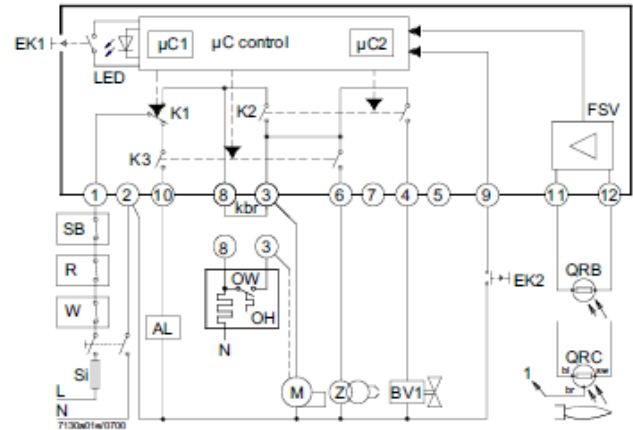 µC1 µC control µC2
EK1
LED
K1 K2 FSV
K3
1 2 10 8 3 6 7 4 5 9 11 12
kbr
SB
8 3 QRB
R OW EK2
W AL OH
N QRC
bl sw
Si 1 br
L M Z BV1
N
7130a01e/0700